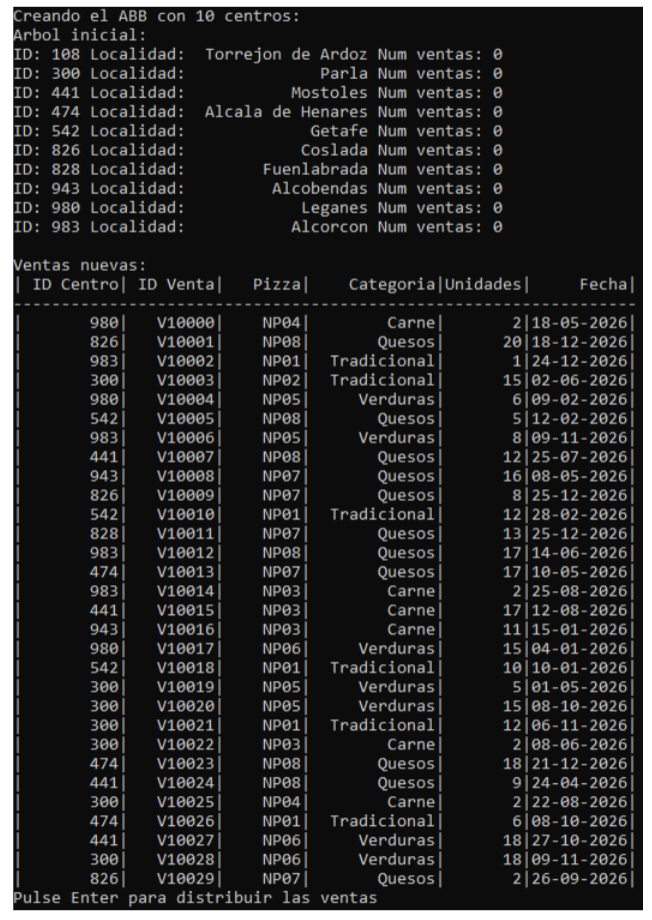 Creando el ABB con 10 centros:
Arbol inicial:
ID: 108 Localidad:  Torrejon de Ardoz Num ventas: 0
ID: 300 Localidad:              Parla Num ventas: 0
ID: 441 Localidad:           Mostoles Num ventas: 0
ID: 474 Localidad:  Alcala de Henares Num ventas: 0
ID: 542 Localidad:             Getafe Num ventas: 0
ID: 826 Localidad:            Coslada Num ventas: 0
ID: 828 Localidad:        Fuenlabrada Num ventas: 0
ID: 943 Localidad:         Alcobendas Num ventas: 0
ID: 980 Localidad:            Leganes Num ventas: 0
ID: 983 Localidad:           Alcorcon Num ventas: 0
Ventas nuevas:
| ID Centro| ID Venta|   Pizza|    Categoria|Unidades|     Fecha|
-----------------------------------------------------------------
|       980|   V10000|    NP04|        Carne|       2|18-05-2026|
|       826|   V10001|    NP08|       Quesos|      20|18-12-2026|
|       983|   V10002|    NP01|  Tradicional|       1|24-12-2026|
|       300|   V10003|    NP02|  Tradicional|      15|02-06-2026|
|       980|   V10004|    NP05|     Verduras|       6|09-02-2026|
|       542|   V10005|    NP08|       Quesos|       5|12-02-2026|
|       983|   V10006|    NP05|     Verduras|       8|09-11-2026|
|       441|   V10007|    NP08|       Quesos|      12|25-07-2026|
|       943|   V10008|    NP07|       Quesos|      16|08-05-2026|
|       826|   V10009|    NP07|       Quesos|       8|25-12-2026|
|       542|   V10010|    NP01|  Tradicional|      12|28-02-2026|
|       828|   V10011|    NP07|       Quesos|      13|25-12-2026|
|       983|   V10012|    NP08|       Quesos|      17|14-06-2026|
|       474|   V10013|    NP07|       Quesos|      17|10-05-2026|
|       983|   V10014|    NP03|        Carne|       2|25-08-2026|
|       441|   V10015|    NP03|        Carne|      17|12-08-2026|
|       943|   V10016|    NP03|        Carne|      11|15-01-2026|
|       980|   V10017|    NP06|     Verduras|      15|04-01-2026|
|       542|   V10018|    NP01|  Tradicional|      10|10-01-2026|
|       300|   V10019|    NP05|     Verduras|       5|01-05-2026|
|       300|   V10020|    NP05|     Verduras|      15|08-10-2026|
|       300|   V10021|    NP01|  Tradicional|      12|06-11-2026|
|       300|   V10022|    NP03|        Carne|       2|08-06-2026|
|       474|   V10023|    NP08|       Quesos|      18|21-12-2026|
|       441|   V10024|    NP08|       Quesos|       9|24-04-2026|
|       300|   V10025|    NP04|        Carne|       2|22-08-2026|
|       474|   V10026|    NP01|  Tradicional|       6|08-10-2026|
|       441|   V10027|    NP06|     Verduras|      18|27-10-2026|
|       300|   V10028|    NP06|     Verduras|      18|09-11-2026|
|       826|   V10029|    NP07|       Quesos|       2|26-09-2026|
Pulse Enter para distribuir las ventas